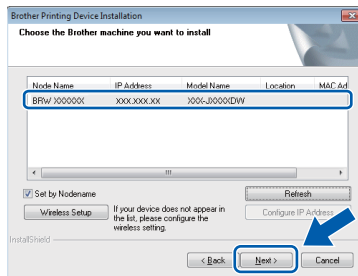 Brother Printing Device Installation
Choose the Brother machine you want to install
Node Name IP Address Model Name Location MAC Ad
BRW XXXXXX XXX.XXX.XX XXX-JXXXXDW
Set by Nodename
Refresh
Wireless Setup
If your device does not appear in
the list, please configure the
wireless setting.
Configure IP Address
InstallShield
< Back
Next >
Cancel